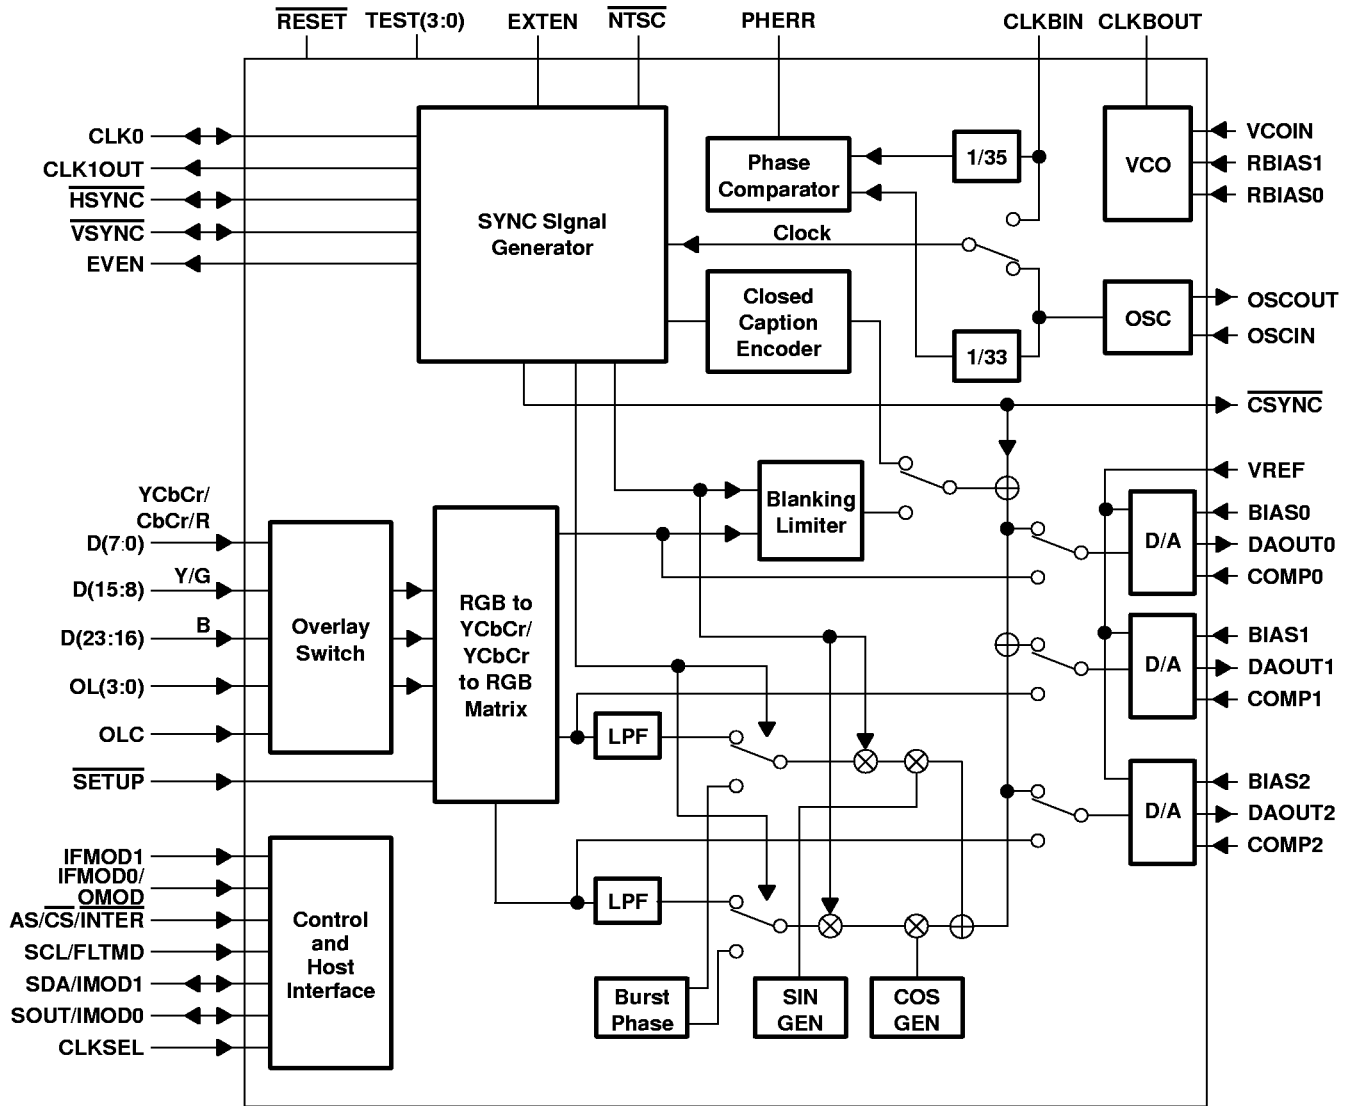 RESET TEST(3:0) EXTEN NTSC PHERR CLKBIN CLKBOUT
CLK0
CLK1OUT
HSYNC
VSYNC
EVEN
SYNC SIgnal
Generator
Phase
Comparator
1/35
VCO
VCOIN
RBIAS1
RBIAS0
Clock
Closed
Caption
Encoder
1/33
OSC
OSCOUT
OSCIN
CSYNC
VREF
YCbCr/
CbCr/R
D(7:0)
Y/G
D(15:8)
B
D(23:16)
OL(3:0)
OLC
SETUP
Overlay
Switch
RGB to
YCbCr/
YCbCr
to RGB
Matrix
Blanking
Limiter
D/A
BIAS0
DAOUT0
COMP0
D/A
BIAS1
DAOUT1
COMP1
LPF
D/A
BIAS2
DAOUT2
COMP2
IFMOD1
IFMOD0/
OMOD
AS/CS/INTER
SCL/FLTMD
SDA/IMOD1
SOUT/IMOD0
CLKSEL
Control
and
Host
Interface
LPF
Burst
Phase
SIN
GEN
COS
GEN